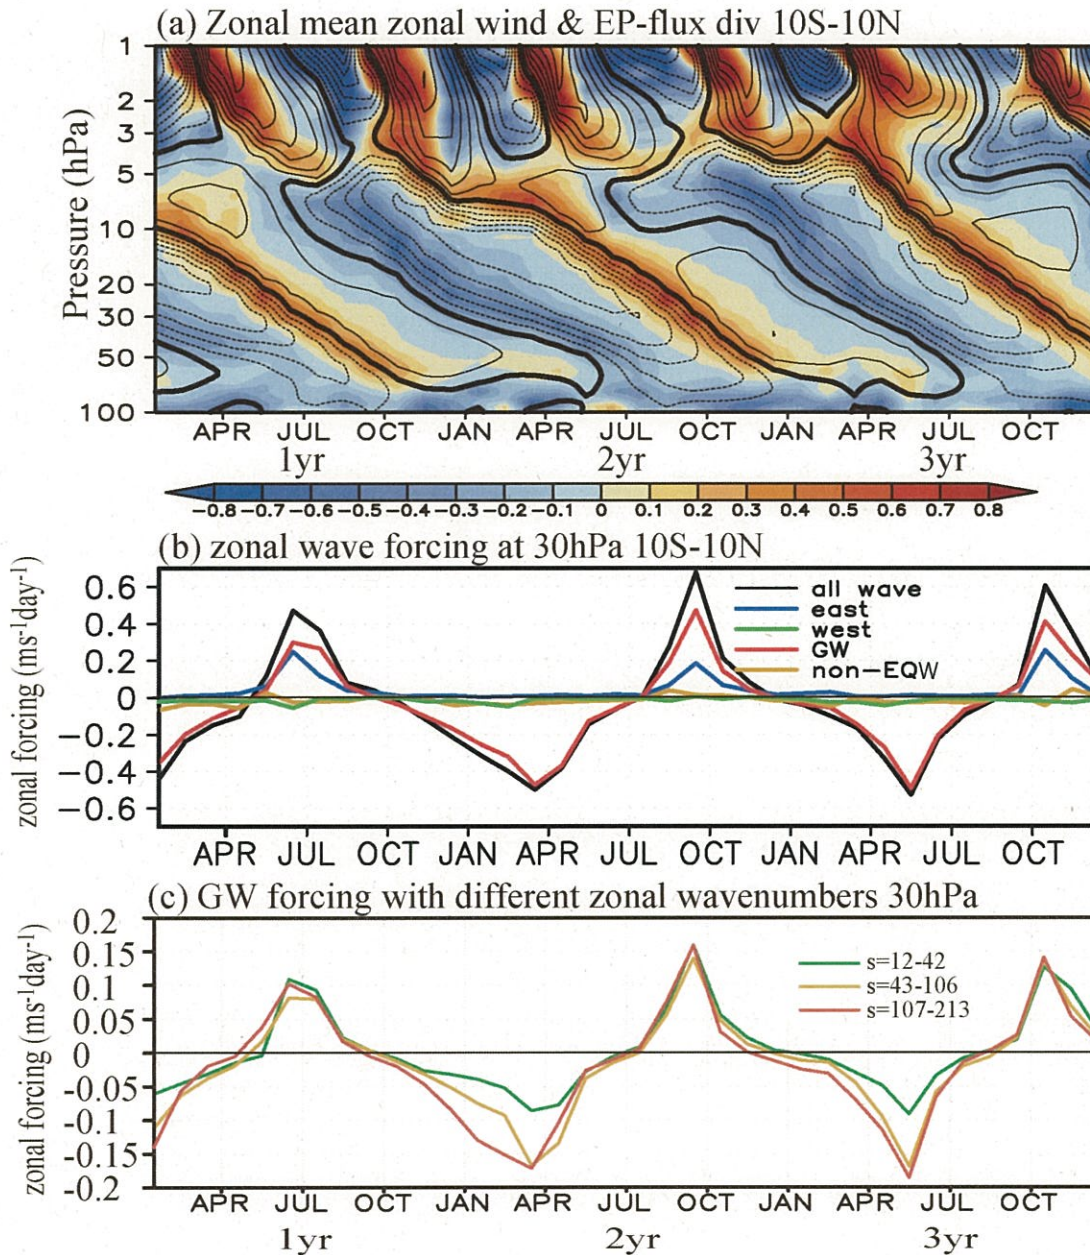 (a) Zonal mean zonal wind & EP-flux div 10S-10N
Pressure (hPa)
1
2
3
5
10
20
30
50
100
APR JUL OCT JAN APR JUL OCT JAN APR JUL OCT
1yr 2yr 3yr
-0.8 -0.7 -0.6 -0.5 -0.4 -0.3 -0.2 -0.1 0 0.1 0.2 0.3 0.4 0.5 0.6 0.7 0.8
(b) zonal wave forcing at 30hPa 10S-10N
zonal forcing (ms-1day-1)
0.6
0.4
0.2
0
-0.2
-0.4
-0.6
all wave
east
west
GW
non-EQW
APR JUL OCT JAN APR JUL OCT JAN APR JUL OCT
(c) GW forcing with different zonal wavenumbers 30hPa
zonal forcing (ms-1day-1)
0.2
0.15
0.1
0.05
0
-0.05
-0.1
-0.15
-0.2
s=12-42
s=43-106
s=107-213
APR JUL OCT JAN APR JUL OCT JAN APR JUL OCT
1yr 2yr 3yr